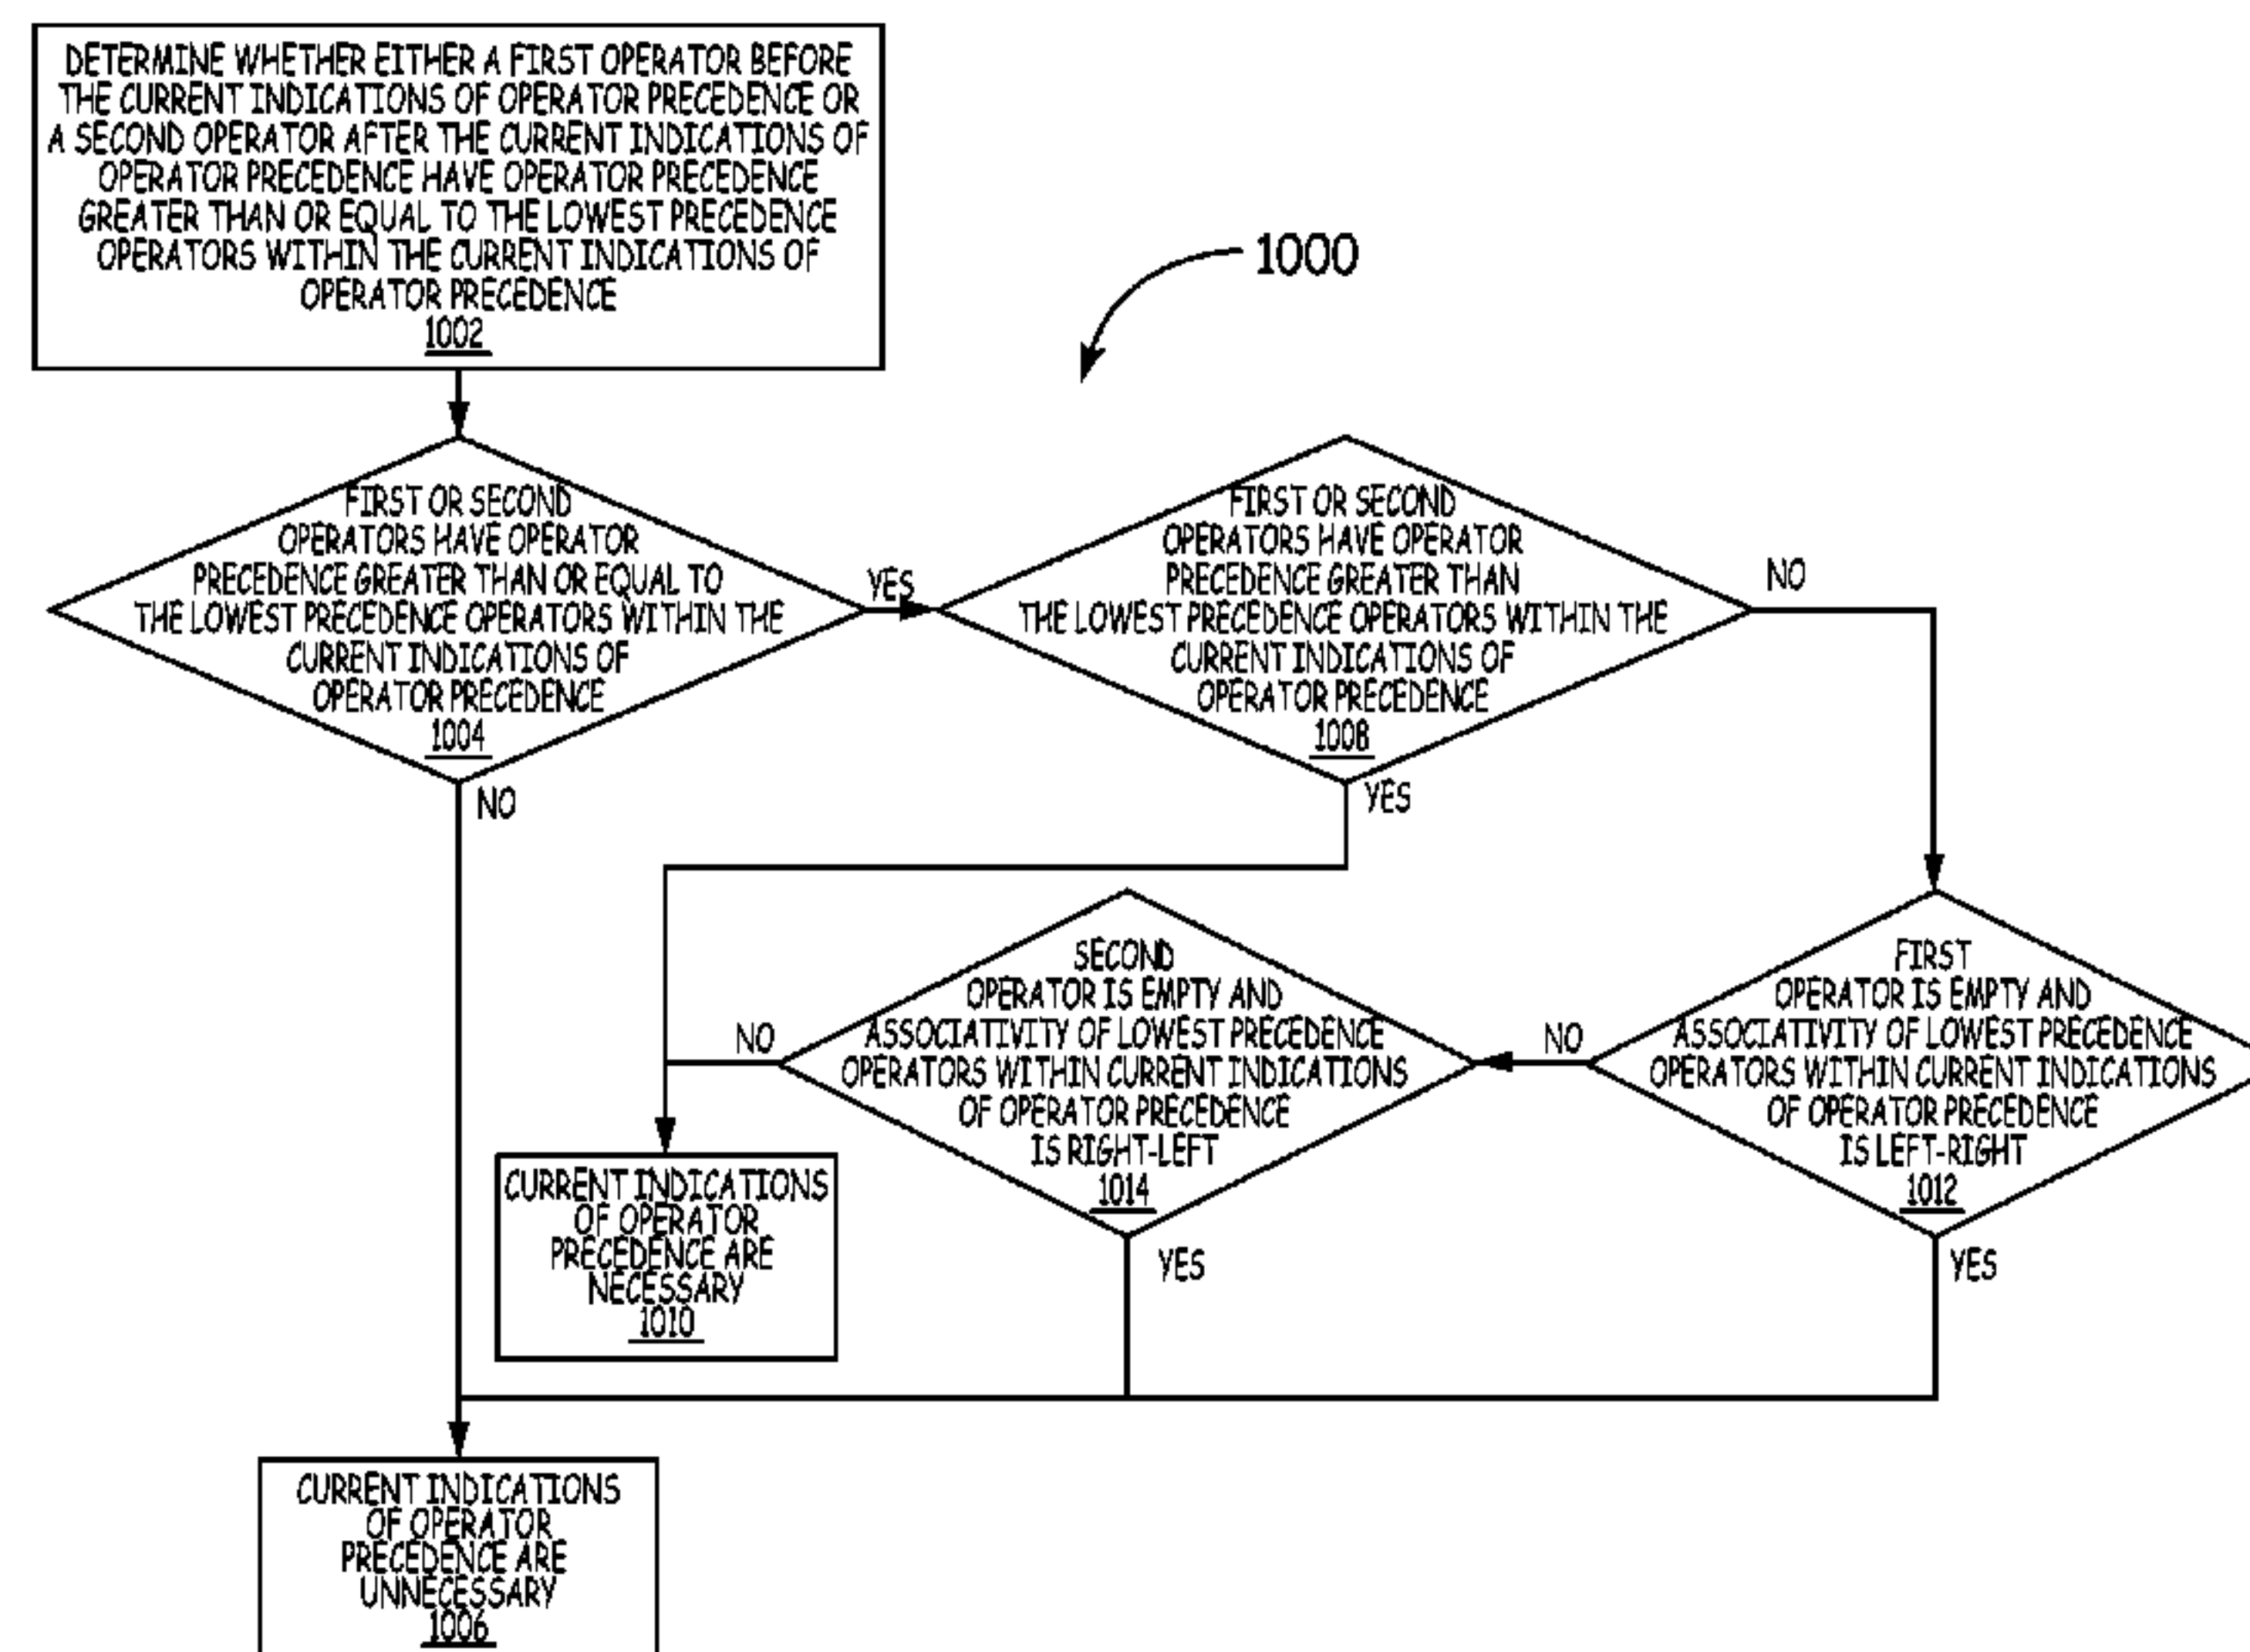 DETERMINE WHETHER EITHER A FIRST OPERATOR BEFORE
THE CURRENT INDICATIONS OF OPERATOR PRECEDENCE OR
A SECOND OPERATOR AFTER THE CURRENT INDICATIONS OF
OPERATOR PRECEDENCE HAVE OPERATOR PRECEDENCE
GREATER THAN OR EQUAL TO THE LOWEST PRECEDENCE
OPERATORS WITHIN THE CURRENT INDICATIONS OF
OPERATOR PRECEDENCE
1002
1000
FIRST OR SECOND
OPERATORS HAVE OPERATOR
PRECEDENCE GREATER THAN OR EQUAL TO
THE LOWEST PRECEDENCE OPERATORS WITHIN THE
CURRENT INDICATIONS OF
OPERATOR PRECEDENCE
1004
YES
NO
FIRST OR SECOND
OPERATORS HAVE OPERATOR
PRECEDENCE GREATER THAN
THE LOWEST PRECEDENCE OPERATORS WITHIN THE
CURRENT INDICATIONS OF
OPERATOR PRECEDENCE
1008
NO
YES
FIRST
OPERATOR IS EMPTY AND
ASSOCIATIVITY OF LOWEST PRECEDENCE
OPERATORS WITHIN CURRENT INDICATIONS
OF OPERATOR PRECEDENCE
IS LEFT-RIGHT
1012
NO
YES
SECOND
OPERATOR IS EMPTY AND
ASSOCIATIVITY OF LOWEST PRECEDENCE
OPERATORS WITHIN CURRENT INDICATIONS
OF OPERATOR PRECEDENCE
IS RIGHT-LEFT
1014
NO
YES
CURRENT INDICATIONS
OF OPERATOR
PRECEDENCE ARE
NECESSARY
1010
CURRENT INDICATIONS
OF OPERATOR
PRECEDENCE ARE
UNNECESSARY
1006